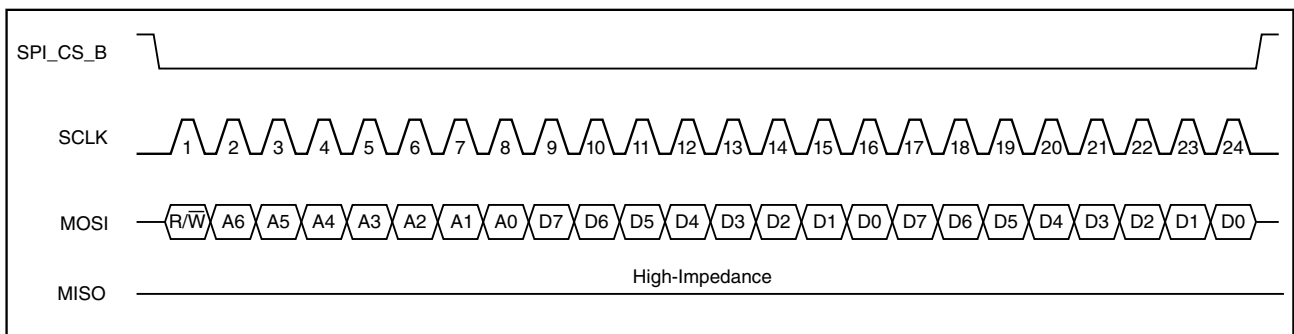 SPI_CS_B
SCLK
1 2 3 4 5 6 7 8 9 10 11 12 13 14 15 16 17 18 19 20 21 22 23 24
MOSI
R/W̅ A6 A5 A4 A3 A2 A1 A0 D7 D6 D5 D4 D3 D2 D1 D0 D7 D6 D5 D4 D3 D2 D1 D0
High-Impedance
MISO